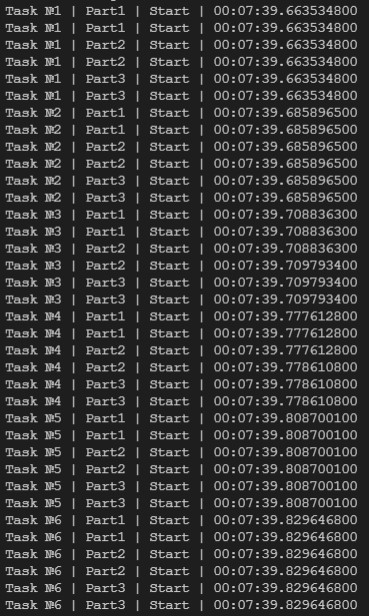 Task №1 | Part1 | Start | 00:07:39.663534800
Task №1 | Part1 | Start | 00:07:39.663534800
Task №1 | Part2 | Start | 00:07:39.663534800
Task №1 | Part2 | Start | 00:07:39.663534800
Task №1 | Part3 | Start | 00:07:39.663534800
Task №1 | Part3 | Start | 00:07:39.663534800
Task №2 | Part1 | Start | 00:07:39.685896500
Task №2 | Part1 | Start | 00:07:39.685896500
Task №2 | Part2 | Start | 00:07:39.685896500
Task №2 | Part2 | Start | 00:07:39.685896500
Task №2 | Part3 | Start | 00:07:39.685896500
Task №2 | Part3 | Start | 00:07:39.685896500
Task №3 | Part1 | Start | 00:07:39.708836300
Task №3 | Part1 | Start | 00:07:39.708836300
Task №3 | Part2 | Start | 00:07:39.708836300
Task №3 | Part2 | Start | 00:07:39.709793400
Task №3 | Part3 | Start | 00:07:39.709793400
Task №3 | Part3 | Start | 00:07:39.709793400
Task №4 | Part1 | Start | 00:07:39.777612800
Task №4 | Part1 | Start | 00:07:39.777612800
Task №4 | Part2 | Start | 00:07:39.777612800
Task №4 | Part2 | Start | 00:07:39.778610800
Task №4 | Part3 | Start | 00:07:39.778610800
Task №4 | Part3 | Start | 00:07:39.778610800
Task №5 | Part1 | Start | 00:07:39.808700100
Task №5 | Part1 | Start | 00:07:39.808700100
Task №5 | Part2 | Start | 00:07:39.808700100
Task №5 | Part2 | Start | 00:07:39.808700100
Task №5 | Part3 | Start | 00:07:39.808700100
Task №5 | Part3 | Start | 00:07:39.808700100
Task №6 | Part1 | Start | 00:07:39.829646800
Task №6 | Part1 | Start | 00:07:39.829646800
Task №6 | Part2 | Start | 00:07:39.829646800
Task №6 | Part2 | Start | 00:07:39.829646800
Task №6 | Part3 | Start | 00:07:39.829646800
Task №6 | Part3 | Start | 00:07:39.829646800